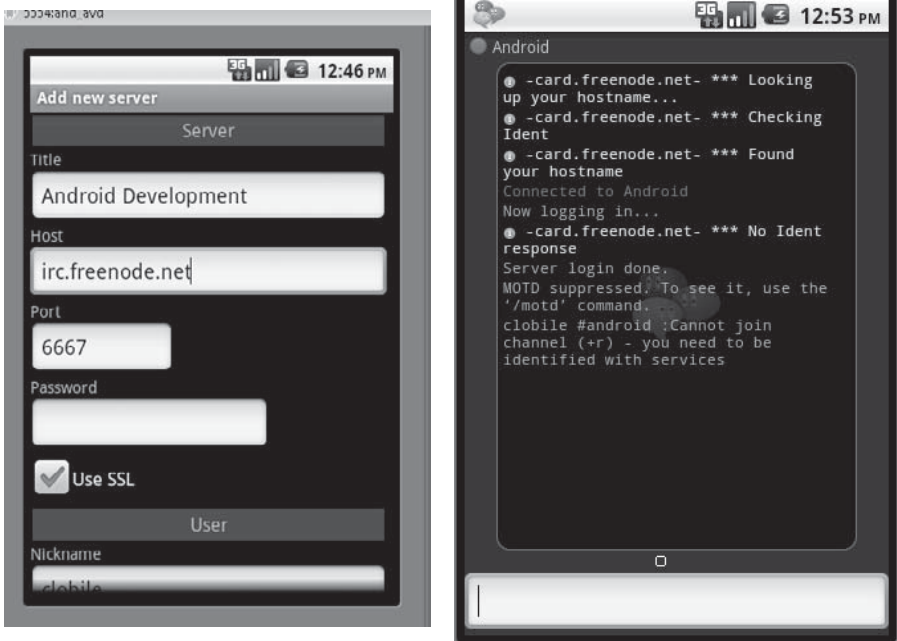 5554:and_avd
12:46 PM
Add new server
Server
Title
Android Development
Host
irc.freenode.net
Port
6667
Password
Use SSL
User
Nickname
clobile
3G
12:53 PM
Android
-card.freenode.net- *** Looking
up your hostname...
-card.freenode.net- *** Checking
Ident
-card.freenode.net- *** Found
your hostname
Connected to Android
Now logging in...
-card.freenode.net- *** No Ident
response
Server login done.
MOTD suppressed. To see it, use the
'/motd' command.
clobile #android :Cannot join
channel (+r) - you need to be
identified with services